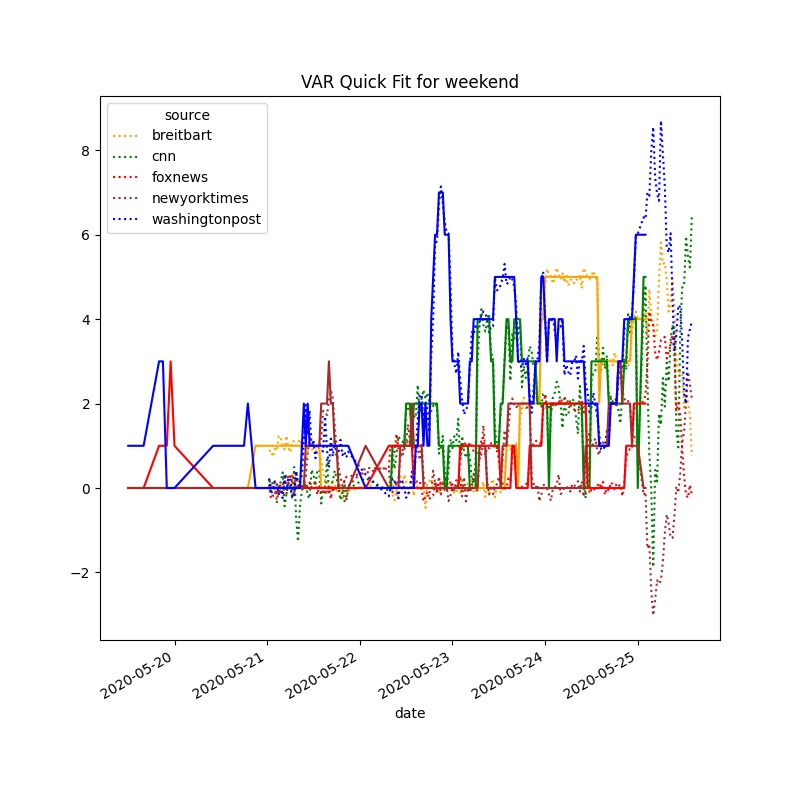 VAR Quick Fit for weekend
source
breitbart
cnn
foxnews
newyorktimes
washingtonpost
8
6
4
2
0
−2
2020-05-20
2020-05-21
2020-05-22
2020-05-23
2020-05-24
2020-05-25
date